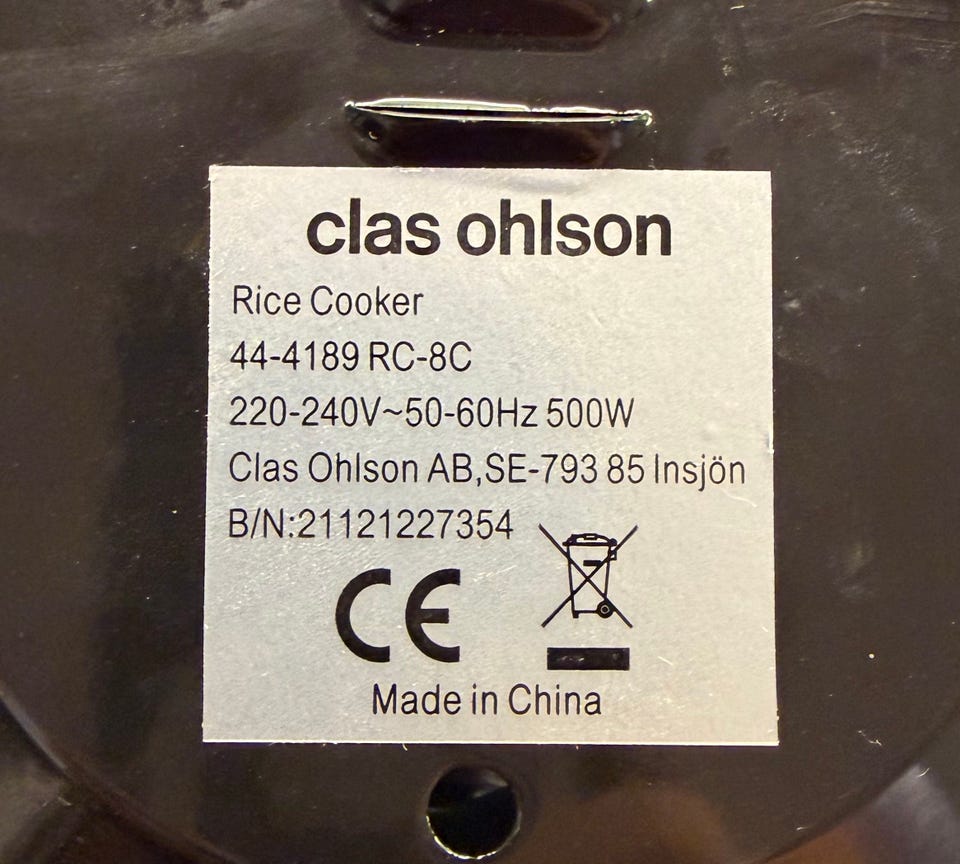 clas ohlson
Rice Cooker
44-4189 RC-8C
220-240V~50-60Hz 500W
Clas Ohlson AB,SE-793 85 Insjön
B/N:21121227354
CE
Made in China